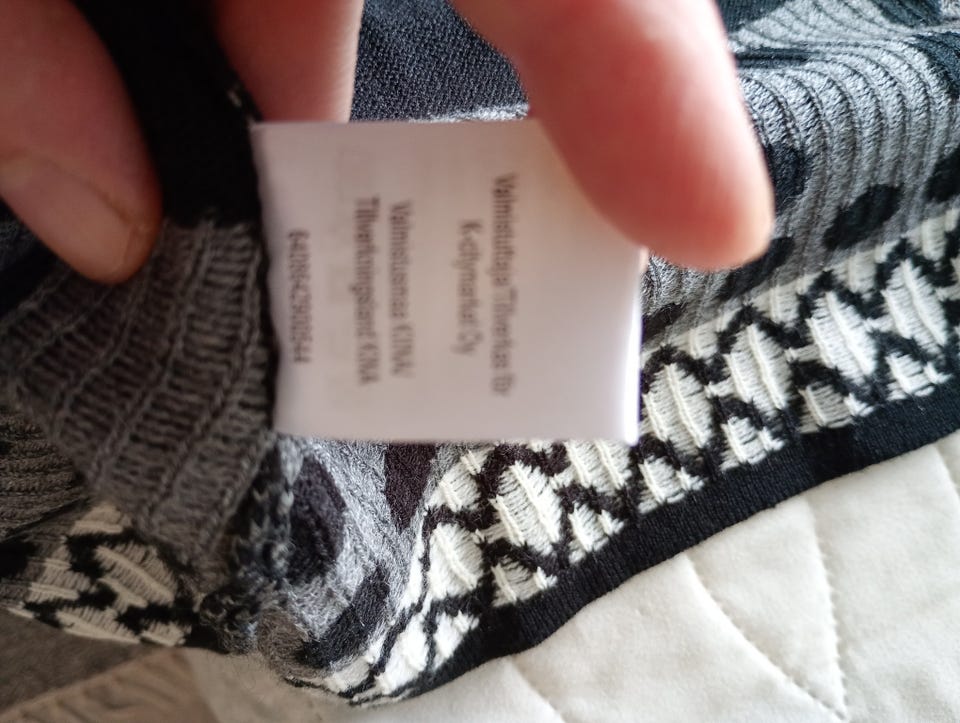 Valmistuttaja/Tillverkas för
K-citymarket Oy
Valmistusmaa KIINA/
Tillverkningsland KINA